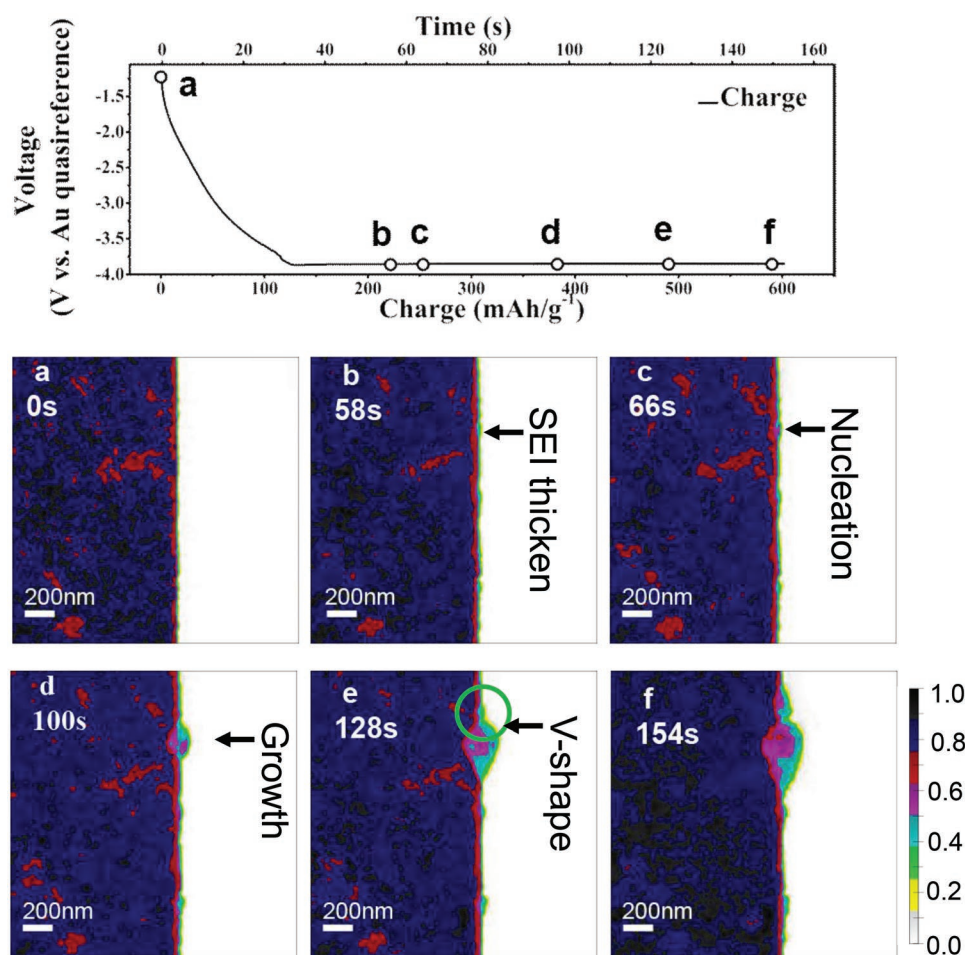 Time (s)
0 20 40 60 80 100 120 140 160
Voltage
(V vs. Au quasireference)
-1.5
-2.0
-2.5
-3.0
-3.5
-4.0
a
b c d e f
Charge
0 100 200 300 400 500 600
Charge (mAh/g⁻¹)
a
0s
200nm
b
58s
SEI thicken
200nm
c
66s
Nucleation
200nm
d
100s
Growth
200nm
e
128s
V-shape
200nm
f
154s
200nm
1.0
0.8
0.6
0.4
0.2
0.0